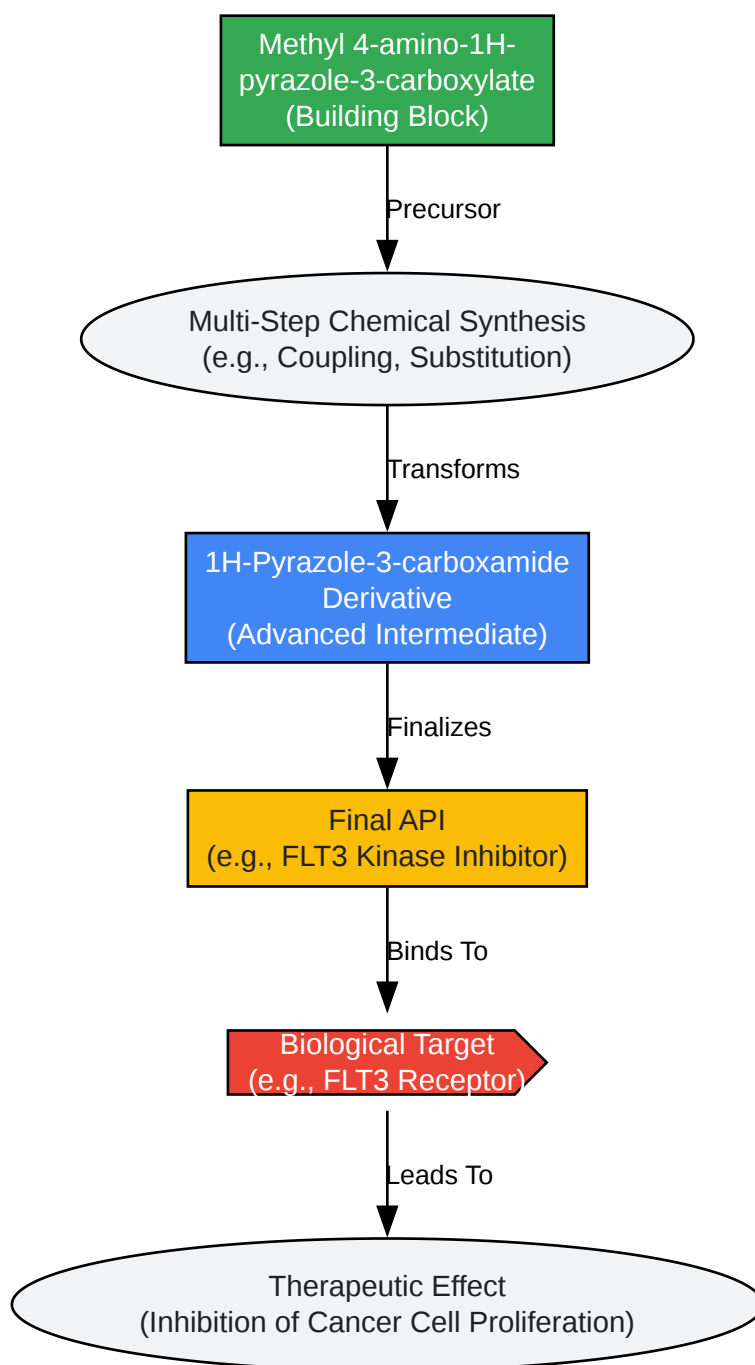 Methyl 4-amino-1H-
pyrazole-3-carboxylate
(Building Block)
Precursor
Multi-Step Chemical Synthesis
(e.g., Coupling, Substitution)
Transforms
1H-Pyrazole-3-carboxamide
Derivative
(Advanced Intermediate)
Finalizes
Final API
(e.g., FLT3 Kinase Inhibitor)
Binds To
Biological Target
(e.g., FLT3 Receptor)
Leads To
Therapeutic Effect
(Inhibition of Cancer Cell Proliferation)